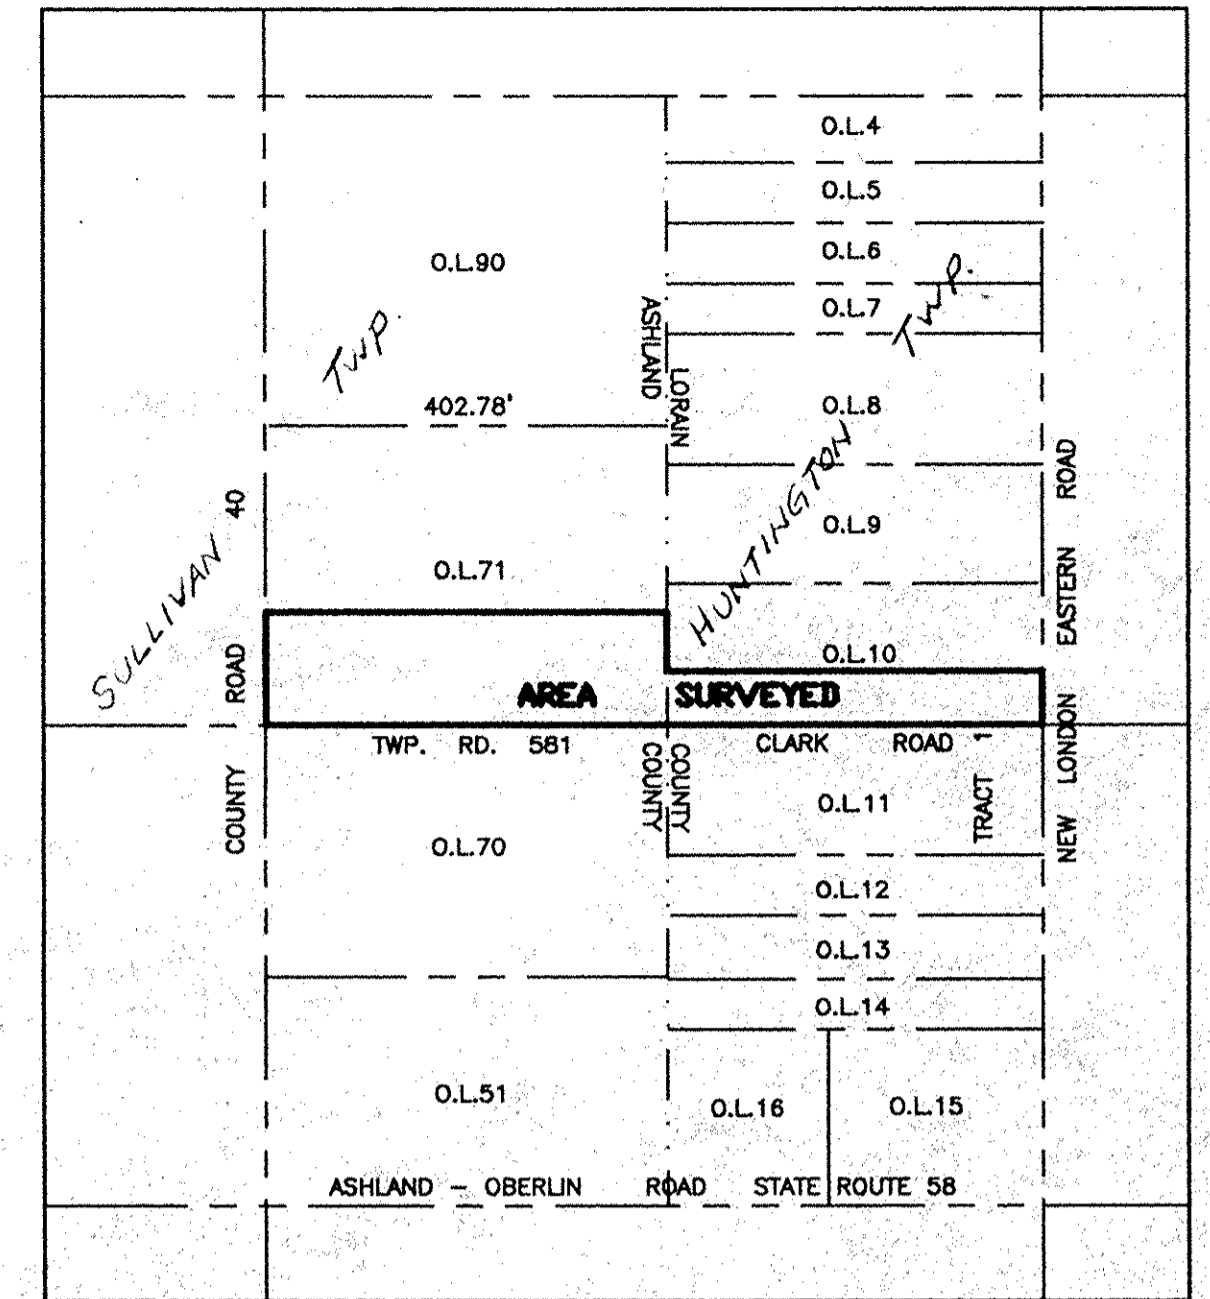 O.L.4
O.L.5
O.L.6
O.L.90
O.L.7
TWP.
TWP.
ASHLAND
LORAIN
402.78'
O.L.8
HUNTINGTON
SULLIVAN
O.L.9
O.L.71
O.L.10
AREA SURVEYED
COUNTY ROAD 40
NEW LONDON EASTERN ROAD
TWP. RD. 581
CLARK ROAD
COUNTY
COUNTY
TRACT 1
O.L.11
O.L.70
O.L.12
O.L.13
O.L.14
O.L.51
O.L.16
O.L.15
ASHLAND - OBERLIN ROAD STATE ROUTE 58